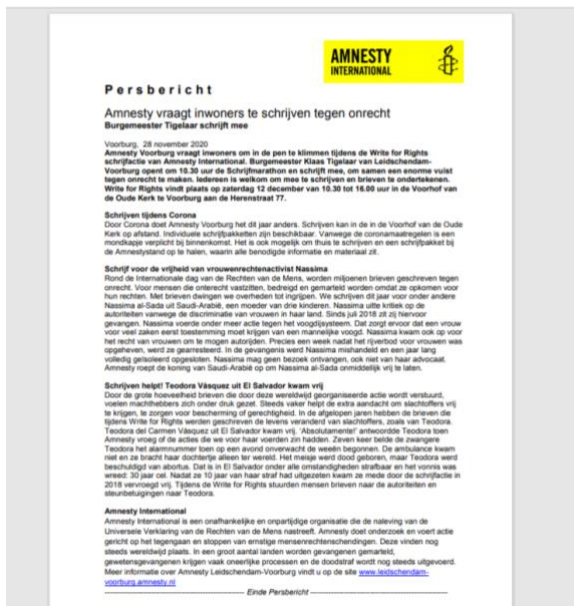 AMNESTY
INTERNATIONAL
Persbericht
Amnesty vraagt inwoners te schrijven tegen onrecht
Burgemeester Tigelaar schrijft mee
Voorburg, 28 november 2020
Amnesty Voorburg vraagt inwoners om in de pen te klimmen tijdens de Write for Rights
schrijfactie van Amnesty International. Burgemeester Klaas Tigelaar van Leidschendam-
Voorburg opent om 10.30 uur de Schrijfmarathon en schrijft mee, om samen een enorme vuist
tegen onrecht te maken. Iedereen is welkom om mee te schrijven en brieven te ondertekenen.
Write for Rights vindt plaats op zaterdag 12 december van 10.30 tot 16.00 uur in de Voorhof van
de Oude Kerk te Voorburg aan de Herenstraat 77.
Schrijven tijdens Corona
Door Corona doet Amnesty Voorburg het dit jaar anders. Schrijven kan in de in de Voorhof van de Oude
Kerk op afstand. Individuele schrijfpakketten zijn beschikbaar. Vanwege de coronamaatregelen is een
mondkapje verplicht bij binnenkomst. Het is ook mogelijk om thuis te schrijven en een schrijfpakket bij
de Amnestystand op te halen, waarin alle benodigde informatie en materiaal zit.
Schrijf voor de vrijheid van vrouwenrechtenactivist Nassima
Rond de Internationale dag van de Rechten van de Mens, worden miljoenen brieven geschreven tegen
onrecht. Voor mensen die onterecht vastzitten, bedreigd en gemarteld worden omdat ze opkomen voor
hun rechten. Met brieven dwingen we overheden tot ingrijpen. We schrijven dit jaar voor onder andere
Nassima al-Sada uit Saudi-Arabië, een moeder van drie kinderen. Nassima uitte kritiek op de
autoriteiten vanwege de discriminatie van vrouwen in haar land. Sinds juli 2018 zit zij hiervoor
gevangen. Nassima voerde onder meer actie tegen het voogdijsysteem. Dat zorgt ervoor dat een vrouw
voor veel zaken eerst toestemming moet krijgen van een mannelijke voogd. Nassima kwam ook op voor
het recht van vrouwen om te mogen autorijden. Precies een week nadat het rijverbod voor vrouwen was
opgeheven, werd ze gearresteerd. In de gevangenis werd Nassima mishandeld en een jaar lang
volledig geïsoleerd opgesloten. Nassima mag geen bezoek ontvangen, ook niet van haar advocaat.
Amnesty roept de koning van Saudi-Arabië op om Nassima al-Sada onmiddellijk vrij te laten.
Schrijven helpt! Teodora Vásquez uit El Salvador kwam vrij
Door de grote hoeveelheid brieven die door deze wereldwijd georganiseerde actie wordt verstuurd,
voelen machthebbers zich onder druk gezet. Steeds vaker helpt de extra aandacht om slachtoffers vrij
te krijgen, te zorgen voor bescherming of gerechtigheid. In de afgelopen jaren hebben de brieven die
tijdens Write for Rights werden geschreven de levens veranderd van slachtoffers, zoals van Teodora.
Teodora del Carmen Vásquez uit El Salvador kwam vrij. ‘Absolutamente!’ antwoordde Teodora toen
Amnesty vroeg of de acties die we voor haar voerden zin hadden. Zeven keer belde de zwangere
Teodora het alarmnummer toen op een avond onverwacht de weeën begonnen. De ambulance kwam
niet en ze bracht haar dochtertje alleen ter wereld. Het meisje werd dood geboren, maar Teodora werd
beschuldigd van abortus. Dat is in El Salvador onder alle omstandigheden strafbaar en het vonnis was
wreed: 30 jaar cel. Nadat ze 10 jaar van haar straf had uitgezeten kwam ze mede door de schrijfactie in
2018 vervroegd vrij. Tijdens de Write for Rights stuurden mensen brieven naar de autoriteiten en
steunbetuigingen naar Teodora.
Amnesty International
Amnesty International is een onafhankelijke en onpartijdige organisatie die de naleving van de
Universele Verklaring van de Rechten van de Mens nastreeft. Amnesty doet onderzoek en voert actie
gericht op het tegengaan en stoppen van ernstige mensenrechtenschendingen. Deze vinden nog
steeds wereldwijd plaats. In een groot aantal landen worden gevangenen gemarteld,
gewetensgevangenen krijgen vaak oneerlijke processen en de doodstraf wordt nog steeds uitgevoerd.
Meer informatie over Amnesty Leidschendam-Voorburg vindt u op de site www.leidschendam-
voorburg.amnesty.nl
Einde Persbericht